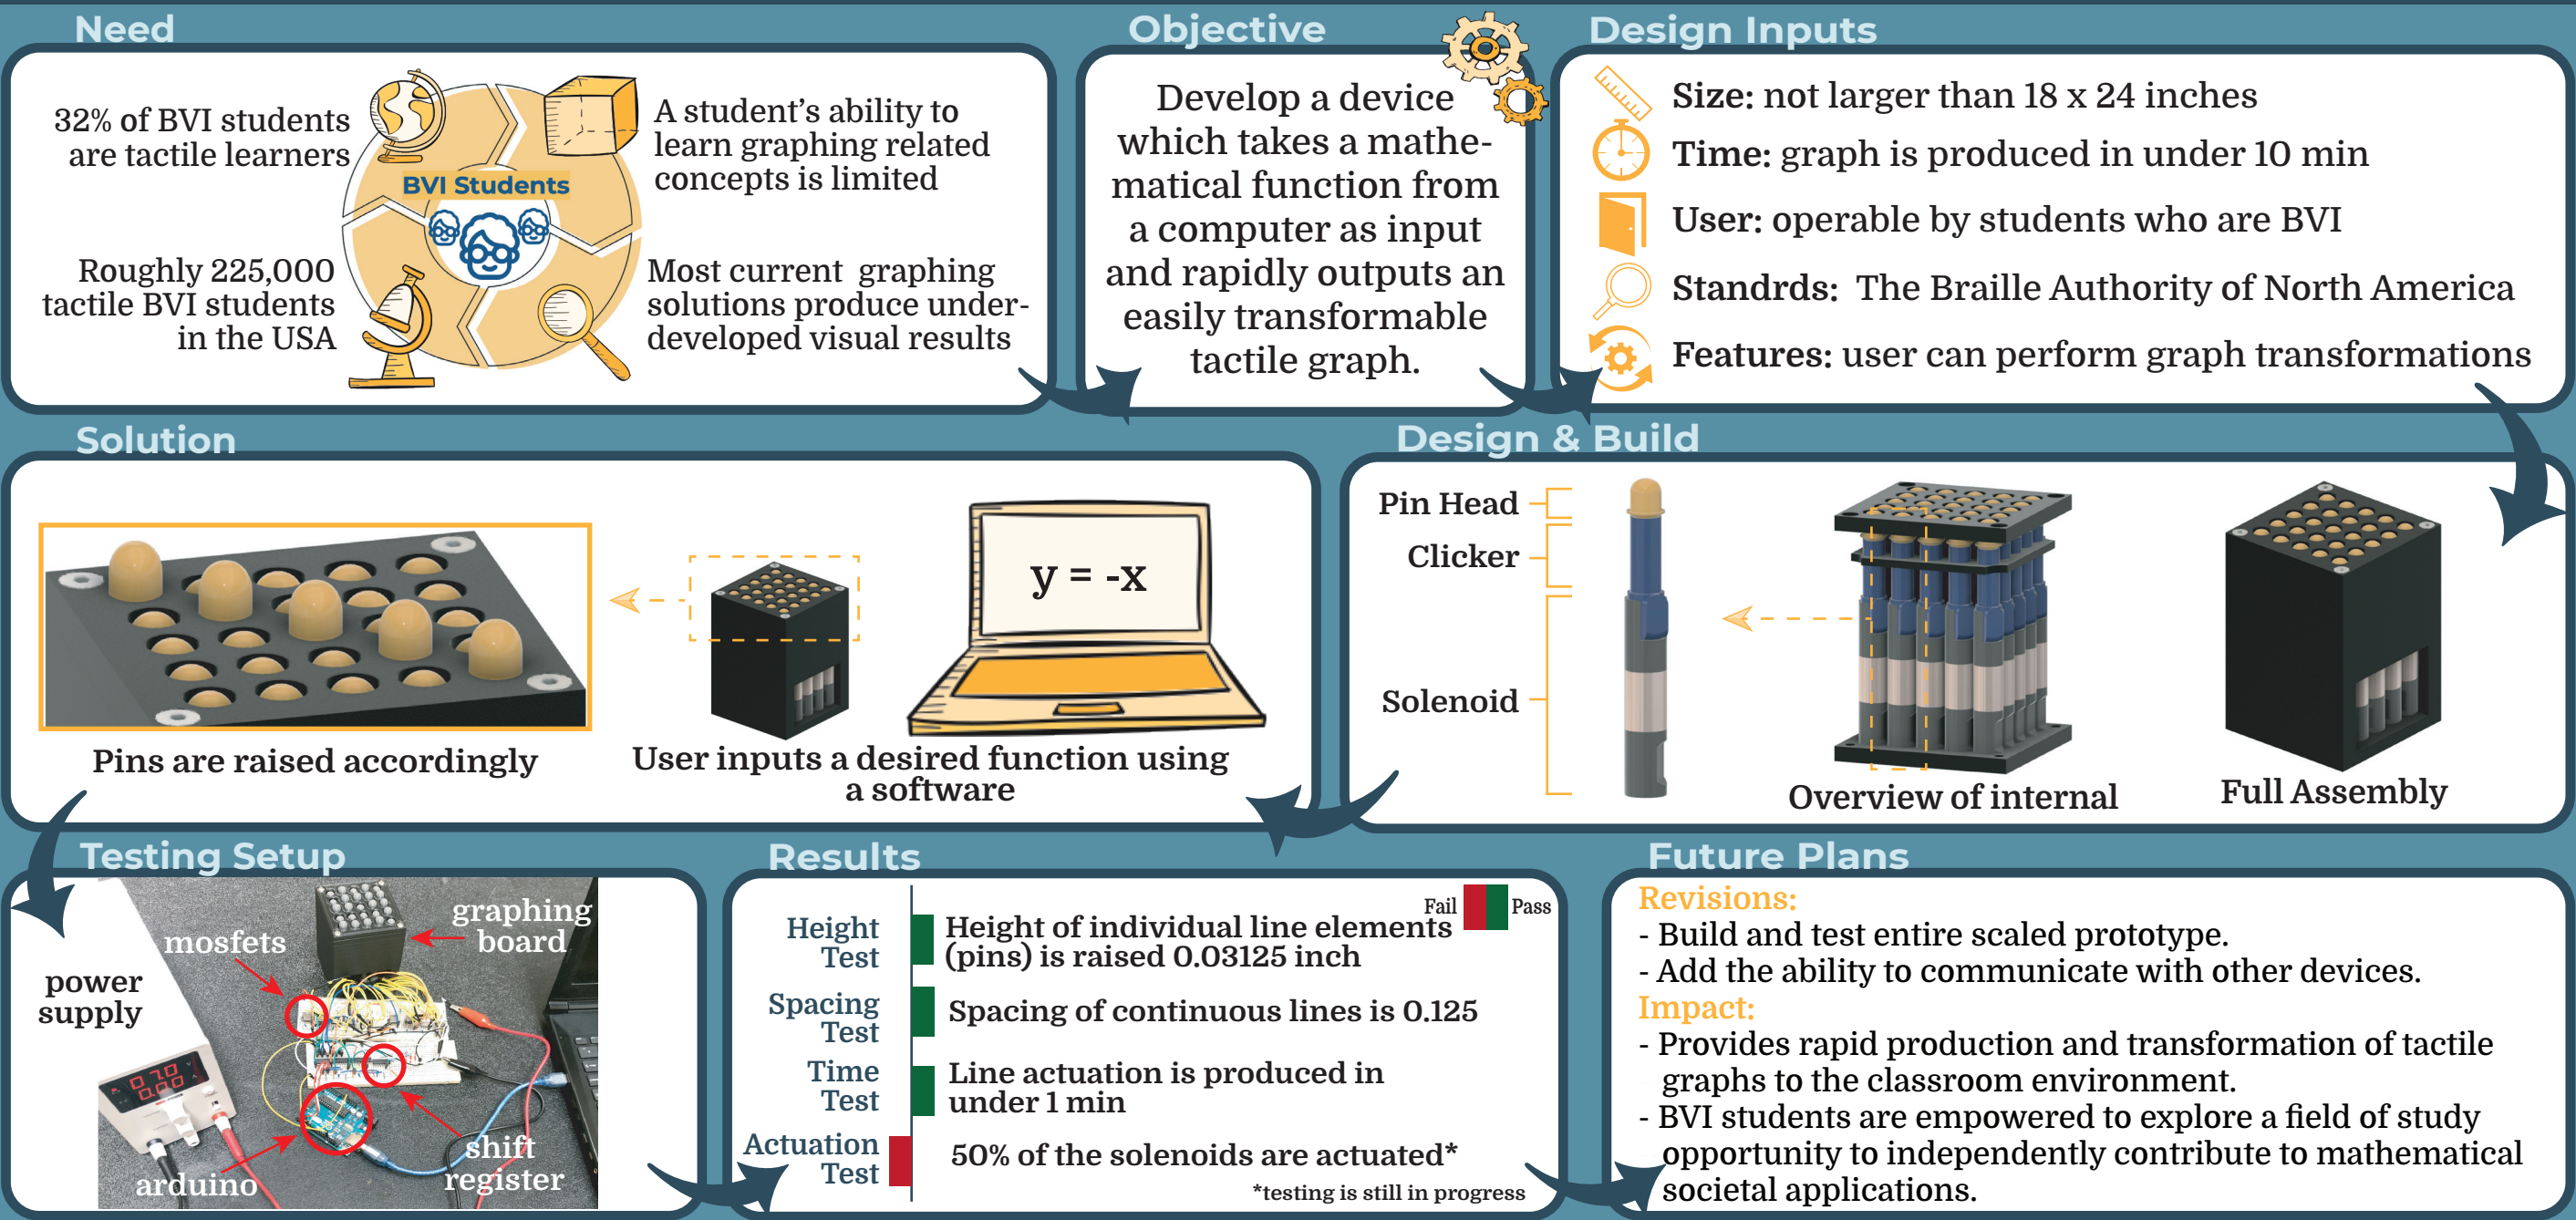 Need
32% of BVI students
are tactile learners
BVI Students
A student's ability to
learn graphing related
concepts is limited
Roughly 225,000
tactile BVI students
in the USA
Most current graphing
solutions produce under-
developed visual results
Objective
Develop a device
which takes a mathe-
matical function from
a computer as input
and rapidly outputs an
easily transformable
tactile graph.
Design Inputs
Size: not larger than 18 x 24 inches
Time: graph is produced in under 10 min
User: operable by students who are BVI
Standrds: The Braille Authority of North America
Features: user can perform graph transformations
Solution
y = -x
Pins are raised accordingly
User inputs a desired function using
a software
Design & Build
Pin Head
Clicker
Solenoid
Overview of internal
Full Assembly
Testing Setup
graphing
board
mosfets
power
supply
07.0
0.00
arduino
shift
register
Results
Fail
Pass
Height
Test
Height of individual line elements
(pins) is raised 0.03125 inch
Spacing
Test
Spacing of continuous lines is 0.125
Time
Test
Line actuation is produced in
under 1 min
Actuation
Test
50% of the solenoids are actuated*
*testing is still in progress
Future Plans
Revisions:
- Build and test entire scaled prototype.
- Add the ability to communicate with other devices.
Impact:
- Provides rapid production and transformation of tactile
graphs to the classroom environment.
- BVI students are empowered to explore a field of study
opportunity to independently contribute to mathematical
societal applications.